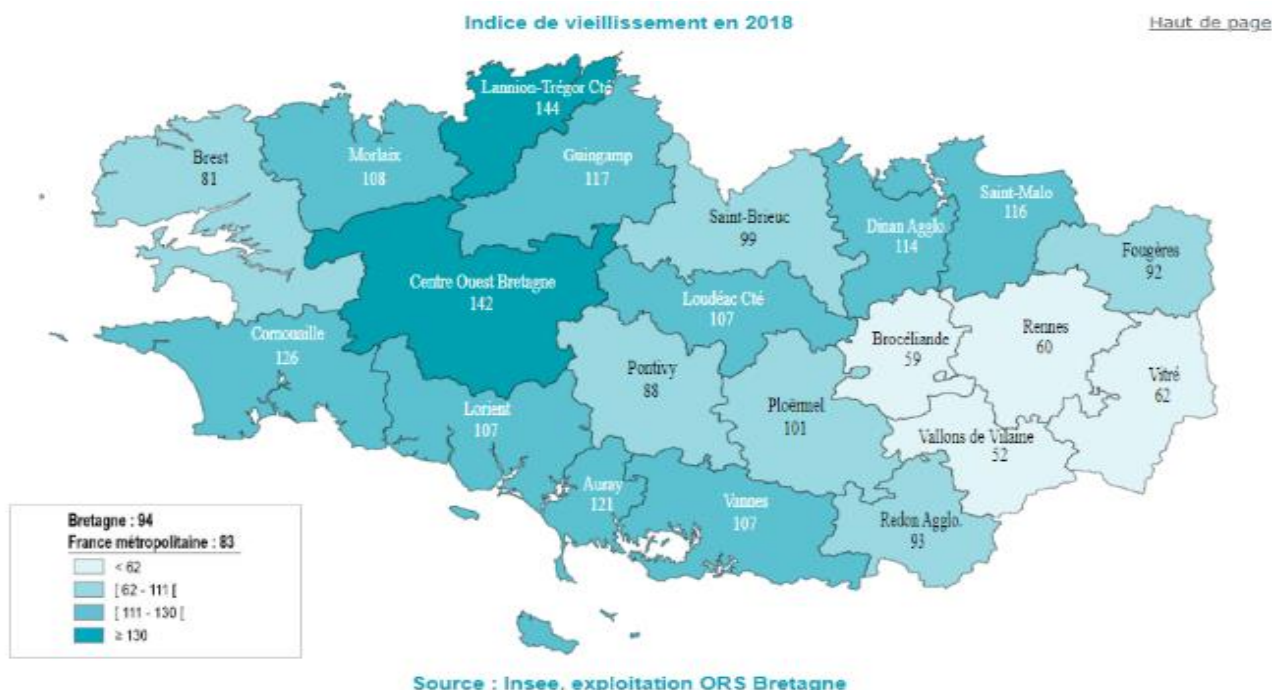 Indice de vieillissement en 2018
Haut de page
Lannion-Trégor Cté
144
Brest
81
Morlaix
108
Guingamp
117
Saint-Brieuc
99
Dinan Agglo.
114
Saint-Malo
116
Fougères
92
Centre Ouest Bretagne
142
Loudéac Cté
107
Brocéliande
59
Rennes
60
Vitré
62
Cornouaille
126
Pontivy
88
Ploërmel
101
Lorient
107
Vallons de Vilaine
52
Auray
121
Vannes
107
Redon Agglo.
93
Bretagne : 94
France métropolitaine : 83
< 62
[ 62 - 111 [
[ 111 - 130 [
≥ 130
Source : Insee, exploitation ORS Bretagne